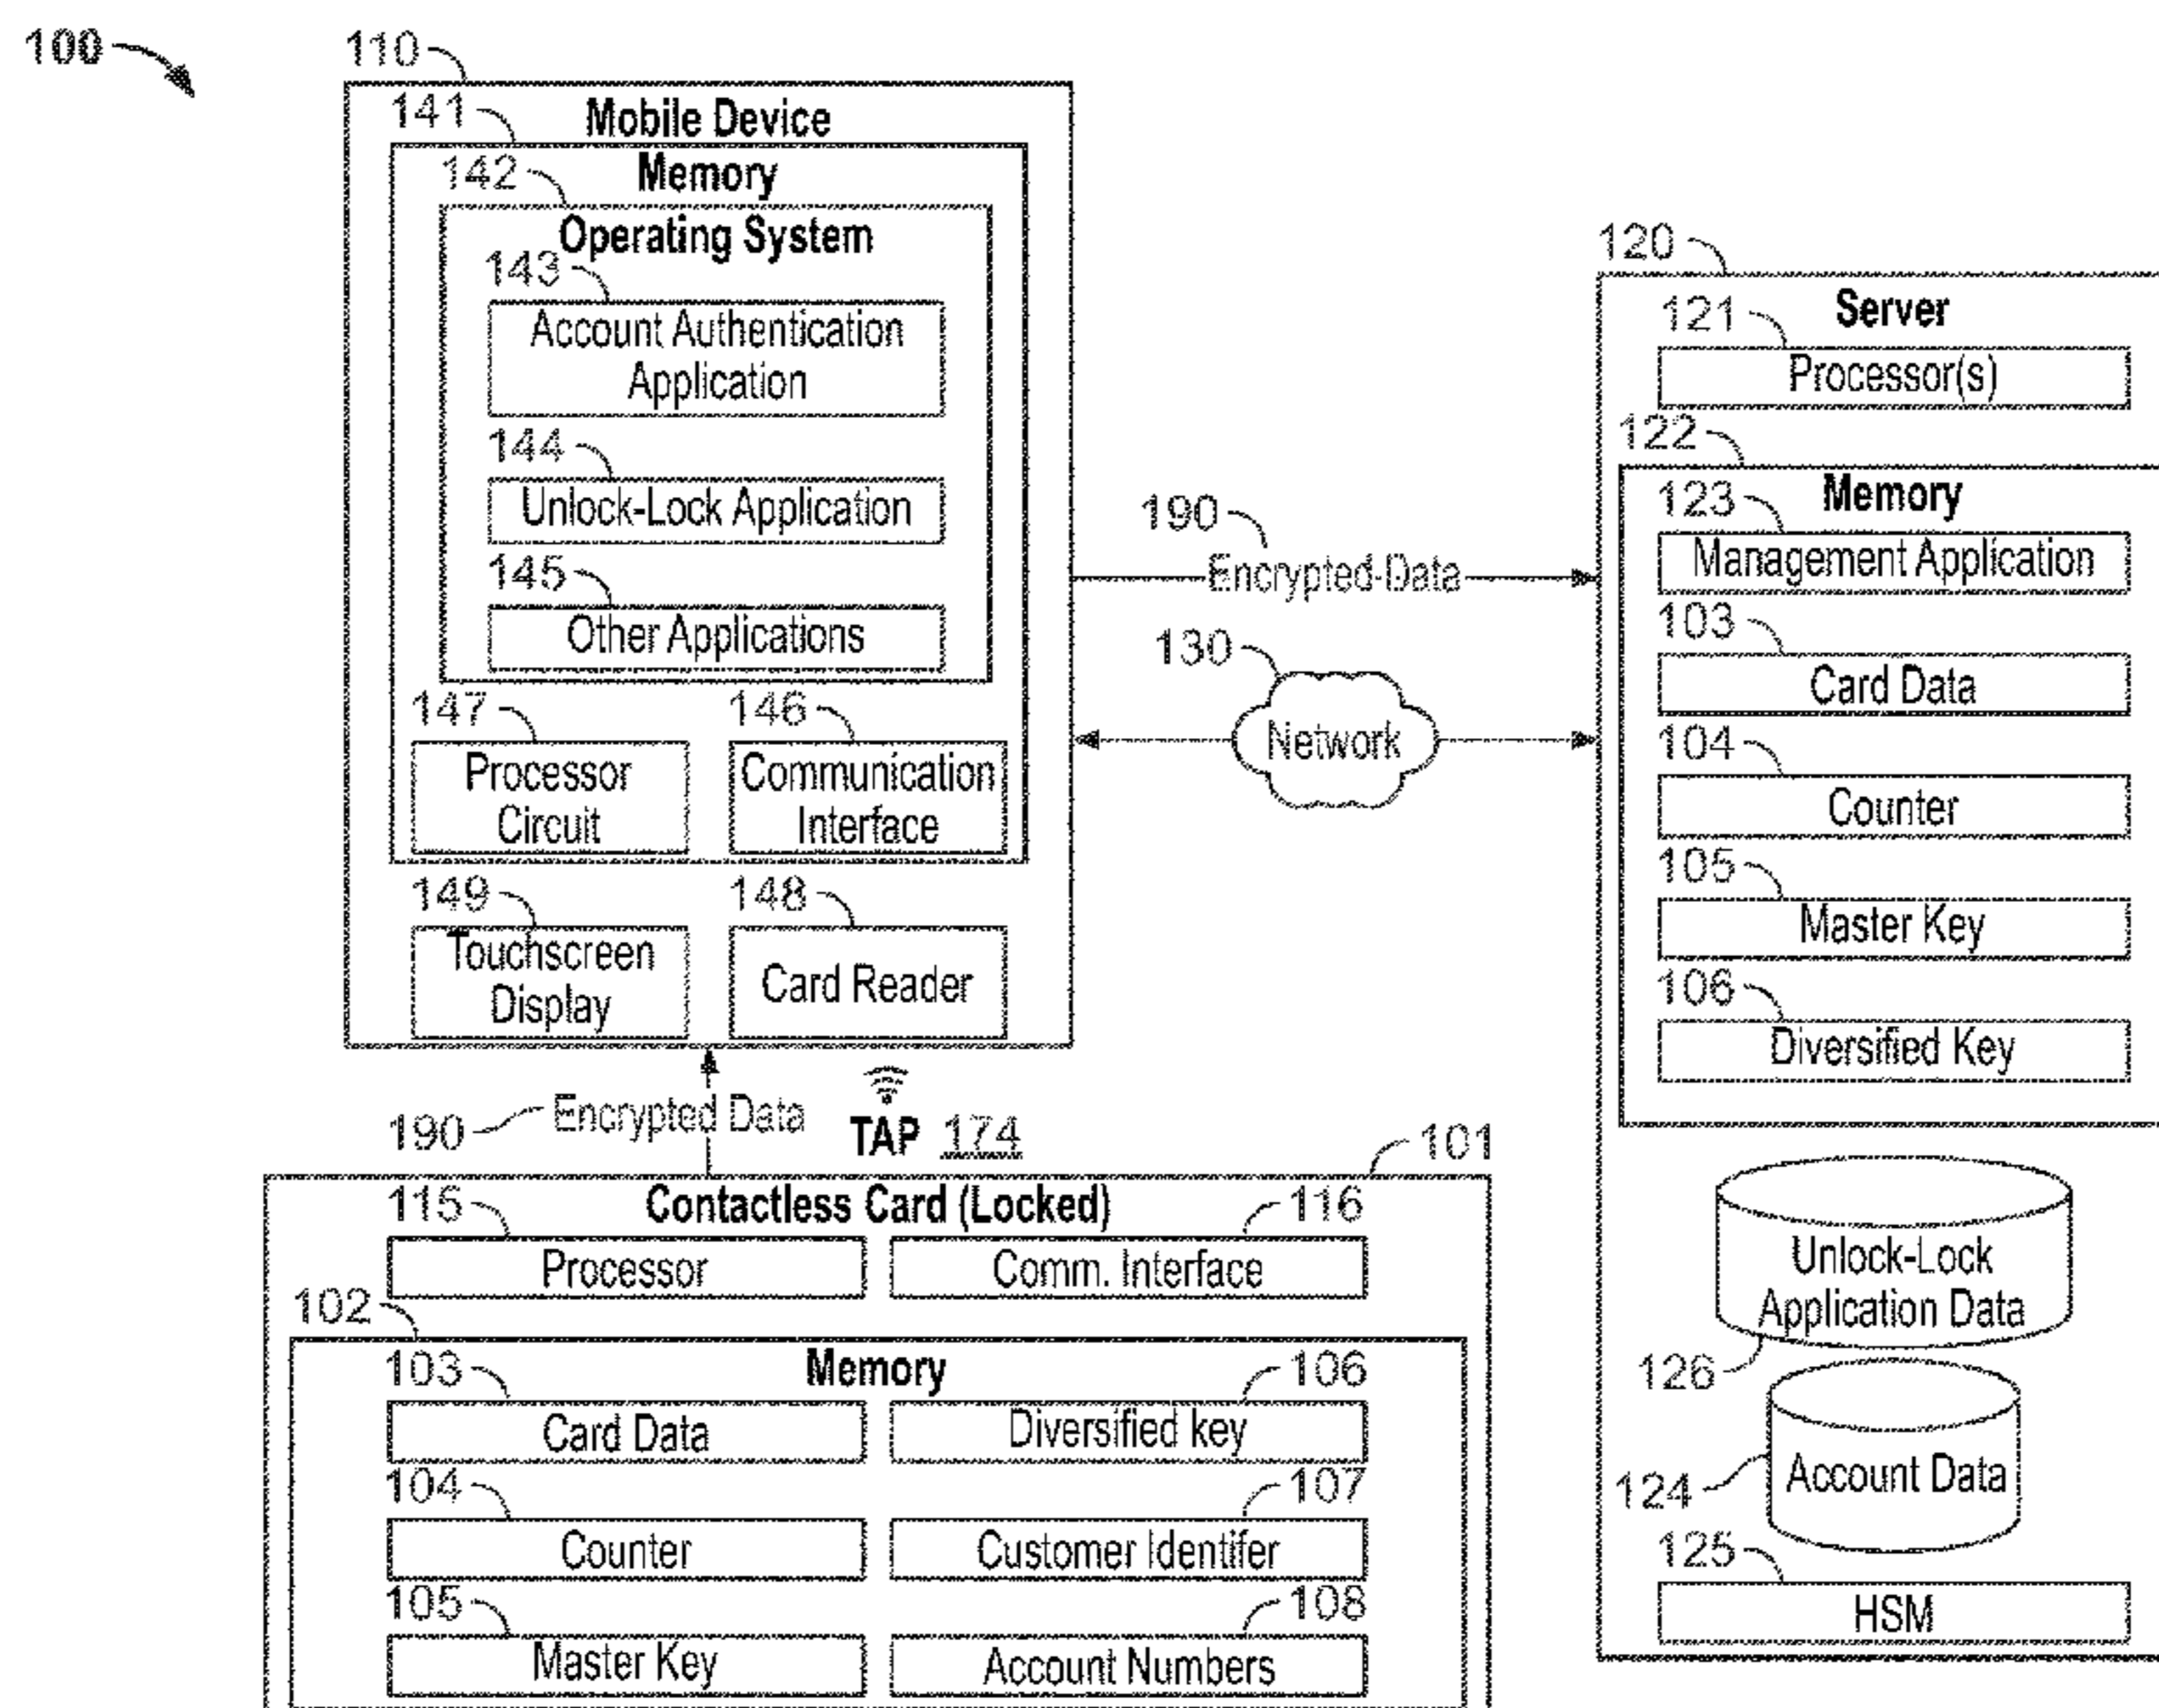 100
110
Mobile Device
141
Memory
142
Operating System
143
Account Authentication
Application
144
Unlock-Lock Application
145
Other Applications
147
Processor
Circuit
146
Communication
Interface
149
Touchscreen
Display
148
Card Reader
190
Encrypted Data
130
Network
120
Server
121
Processor(s)
122
Memory
123
Management Application
103
Card Data
104
Counter
105
Master Key
106
Diversified Key
Unlock-Lock
Application Data
126
124
Account Data
125
HSM
190
Encrypted Data
TAP 174
101
Contactless Card (Locked)
115
Processor
116
Comm. Interface
102
Memory
103
Card Data
106
Diversified key
104
Counter
107
Customer Identifer
105
Master Key
108
Account Numbers